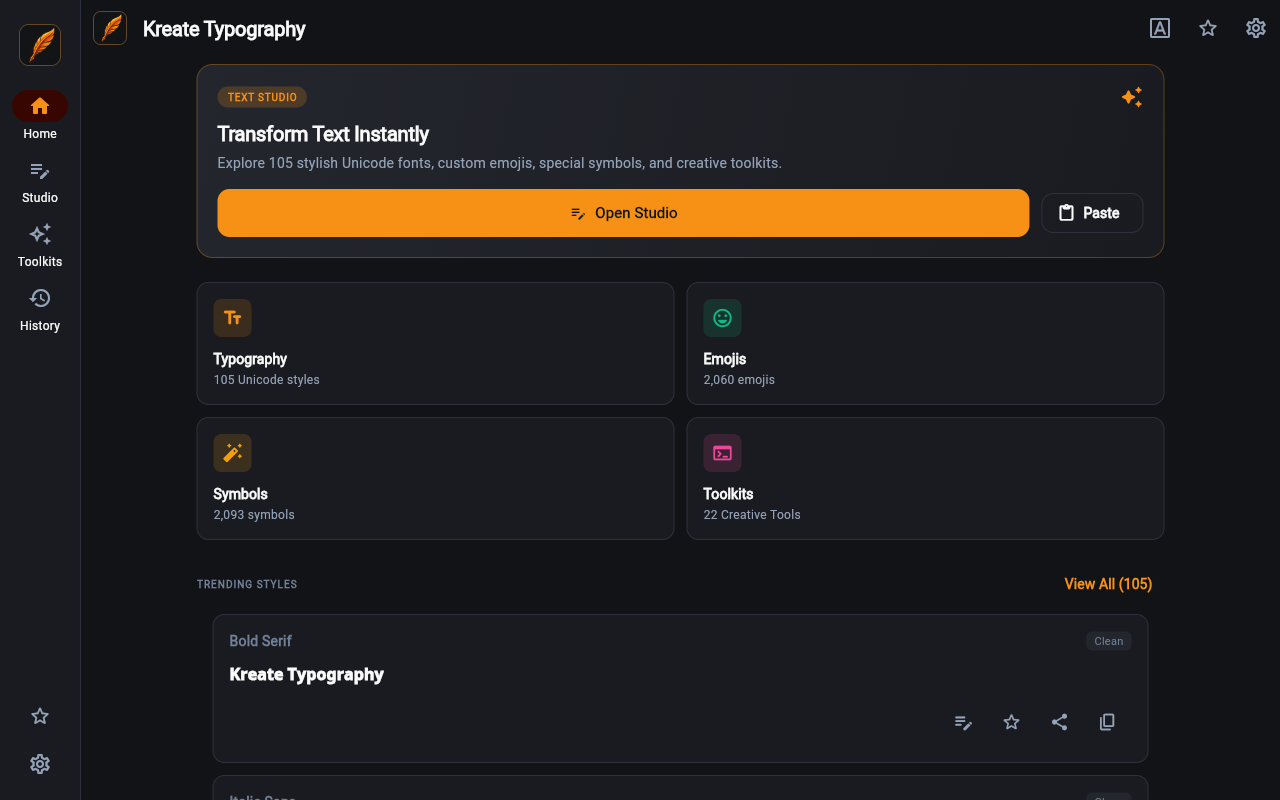 Kreate Typography
Home
Studio
Toolkits
History
TEXT STUDIO
Transform Text Instantly
Explore 105 stylish Unicode fonts, custom emojis, special symbols, and creative toolkits.
Open Studio
Paste
Typography
105 Unicode styles
Emojis
2,060 emojis
Symbols
2,093 symbols
Toolkits
22 Creative Tools
TRENDING STYLES
View All (105)
Bold Serif
Clean
Kreate Typography